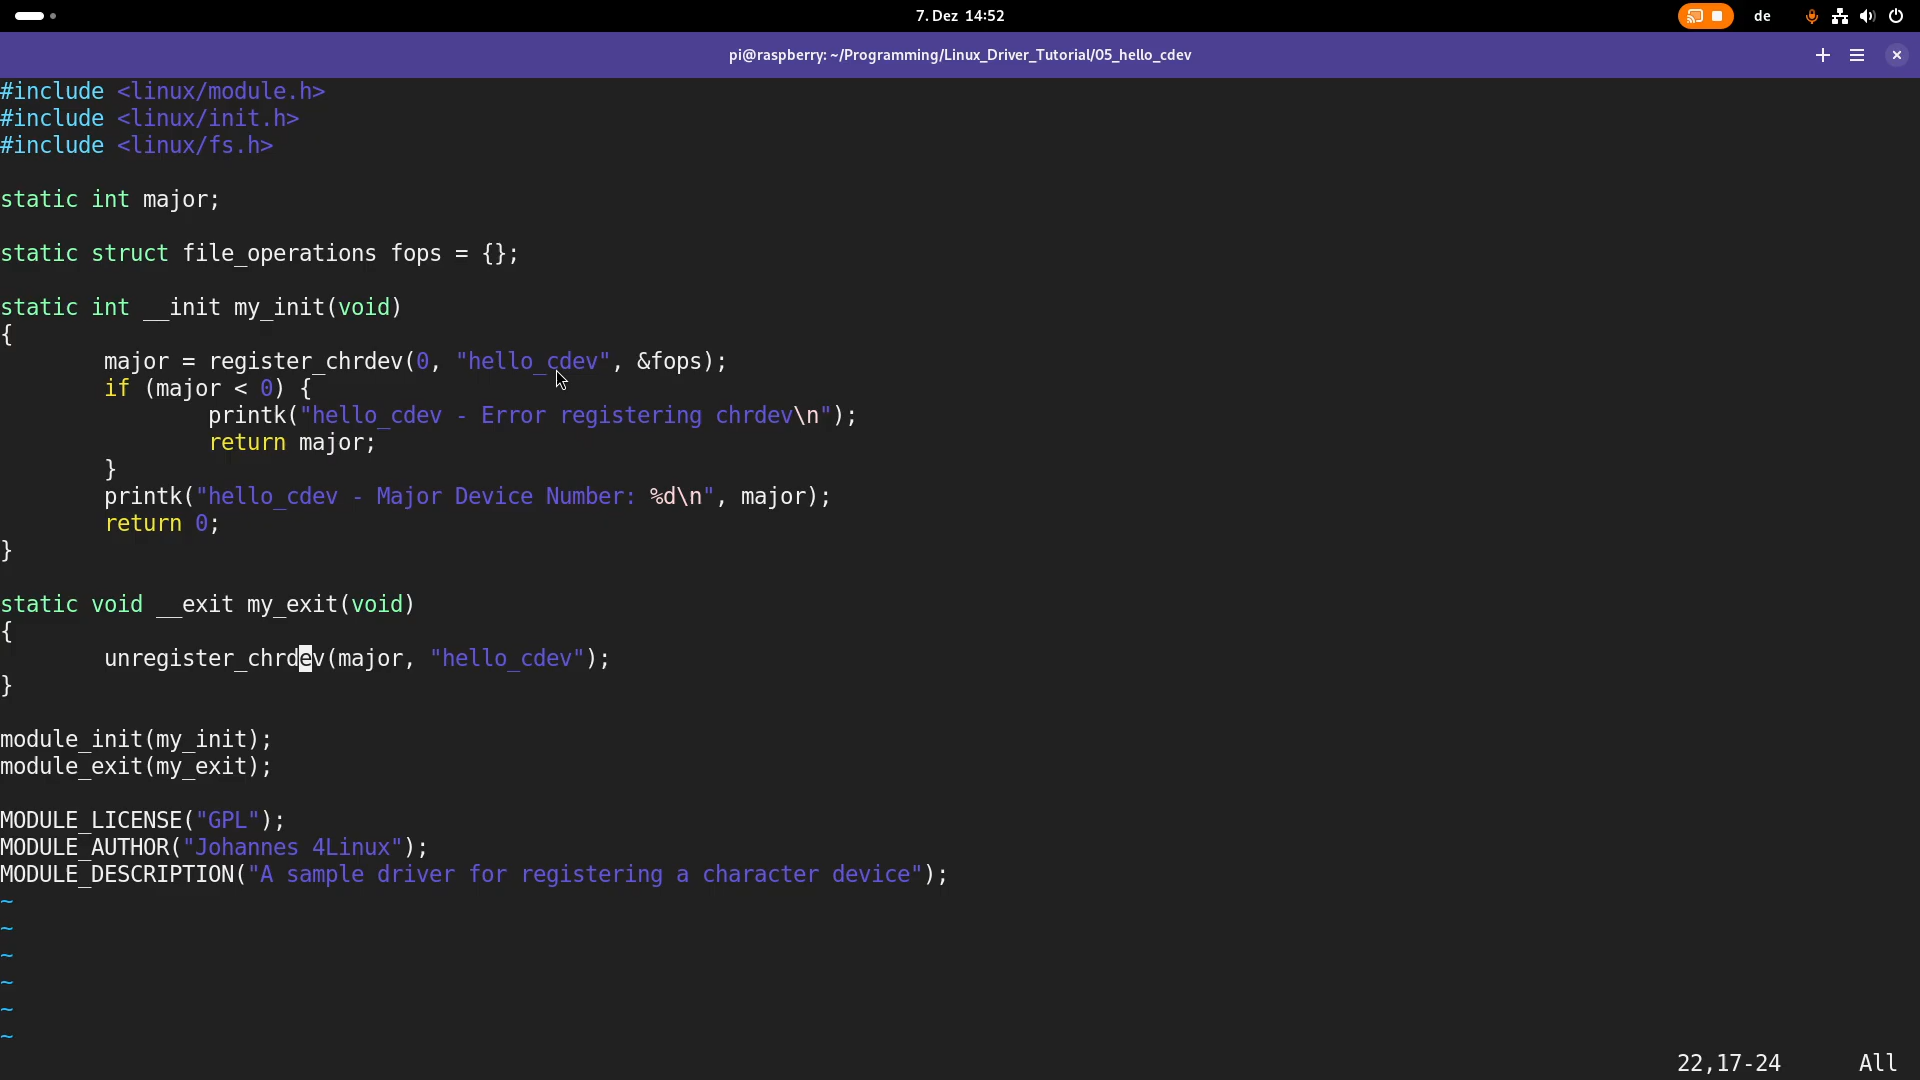 7. Dez 14:52
de
pi@raspberry: ~/Programming/Linux_Driver_Tutorial/05_hello_cdev
#include <linux/module.h>
#include <linux/init.h>
#include <linux/fs.h>
static int major;
static struct file_operations fops = {};
static int __init my_init(void)
{
        major = register_chrdev(0, "hello_cdev", &fops);
        if (major < 0) {
                printk("hello_cdev - Error registering chrdev\n");
                return major;
        }
        printk("hello_cdev - Major Device Number: %d\n", major);
        return 0;
}
static void __exit my_exit(void)
{
        unregister_chrdev(major, "hello_cdev");
}
module_init(my_init);
module_exit(my_exit);
MODULE_LICENSE("GPL");
MODULE_AUTHOR("Johannes 4Linux");
MODULE_DESCRIPTION("A sample driver for registering a character device");
~
~
~
~
~
~
22,17-24 All